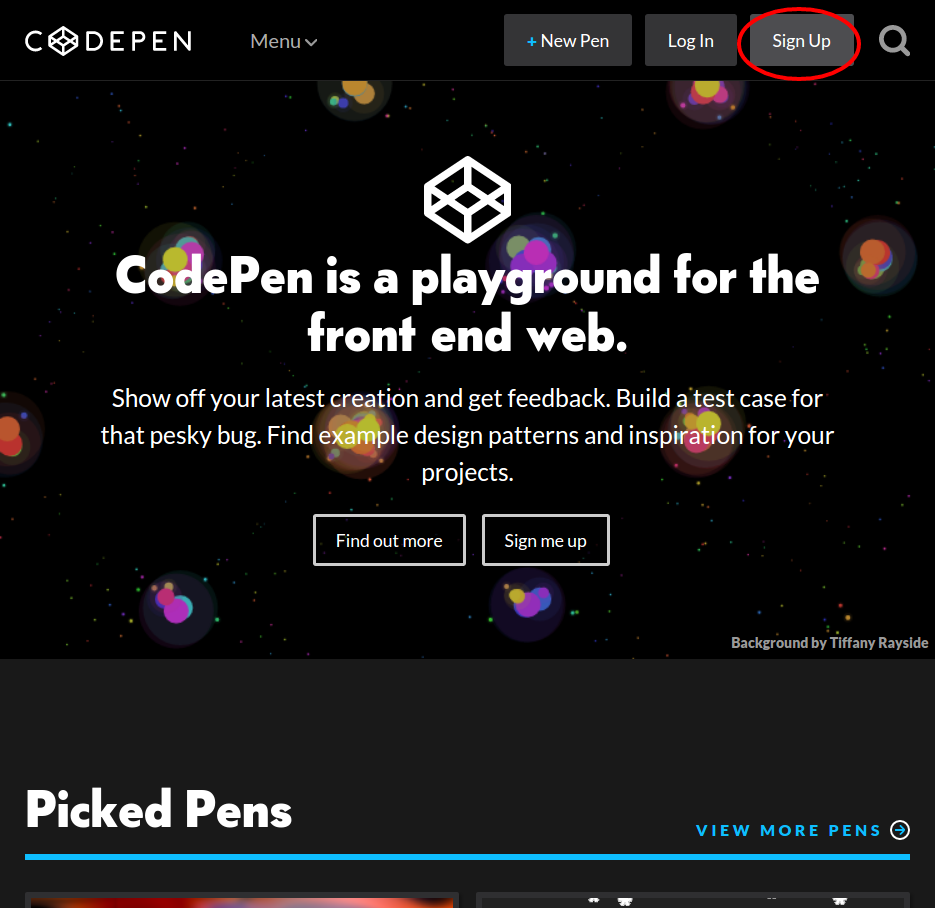 CODEPEN
Menu
+ New Pen
Log In
Sign Up
CodePen is a playground for the
front end web.
Show off your latest creation and get feedback. Build a test case for
that pesky bug. Find example design patterns and inspiration for your
projects.
Find out more
Sign me up
Background by Tiffany Rayside
Picked Pens
VIEW MORE PENS